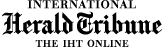 INTERNATIONAL
Herald Tribune
THE IHT ONLINE